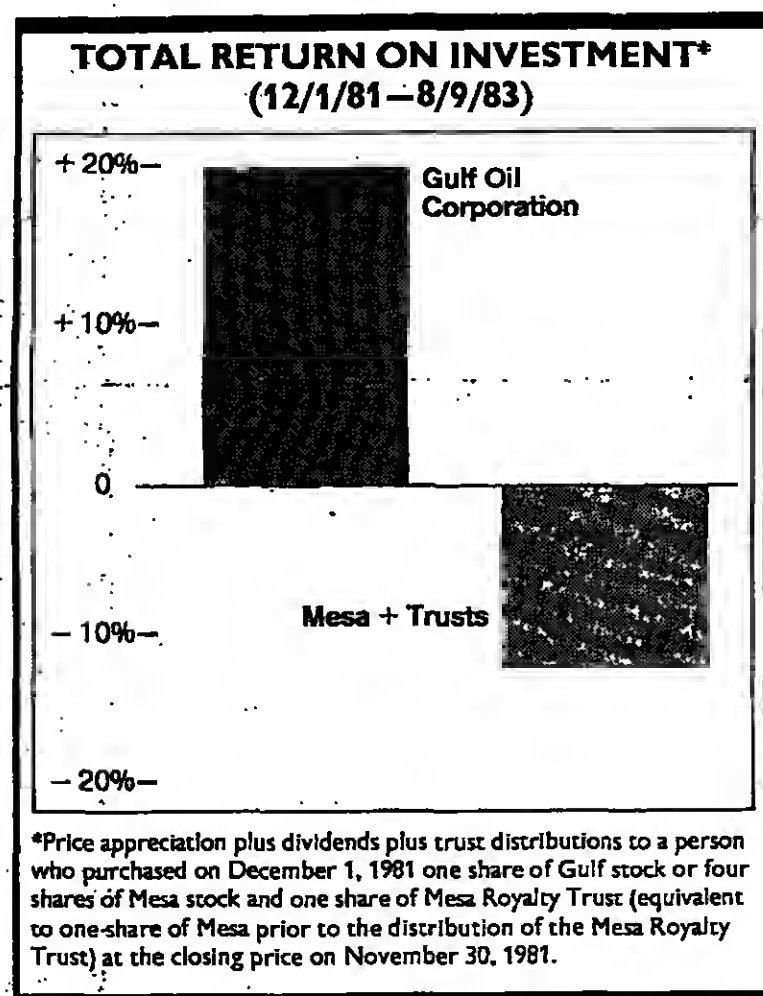 TOTAL RETURN ON INVESTMENT*
(12/1/81—8/9/83)
+20%—
Gulf Oil
Corporation
+10%—
0
Mesa + Trusts
—10%—
—20%—
*Price appreciation plus dividends plus trust distributions to a person
who purchased on December 1, 1981 one share of Gulf stock or four
shares of Mesa stock and one share of Mesa Royalty Trust (equivalent
to one-share of Mesa prior to the distribution of the Mesa Royalty
Trust) at the closing price on November 30, 1981.